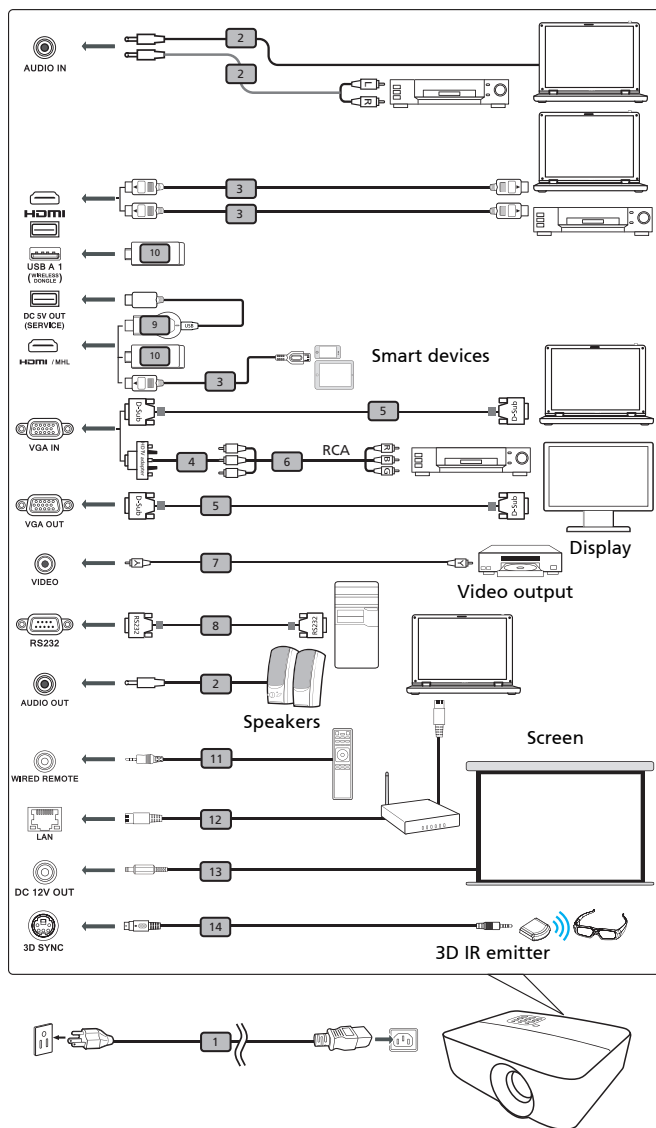 AUDIO IN
2
2
L
R
HDMI
3
3
USB A 1
(WIRELESS DONGLE)
10
DC 5V OUT
(SERVICE)
9
USB
HDMI / MHL
10
3
Smart devices
VGA IN
D-Sub
5
D-Sub
HDTV adapter
4
6
RCA
R
B
G
VGA OUT
D-Sub
5
D-Sub
Display
VIDEO
Y
7
Y
Video output
RS232
RS232
8
RS232
AUDIO OUT
2
Speakers
Screen
WIRED REMOTE
11
LAN
12
DC 12V OUT
13
3D SYNC
14
3D IR emitter
1